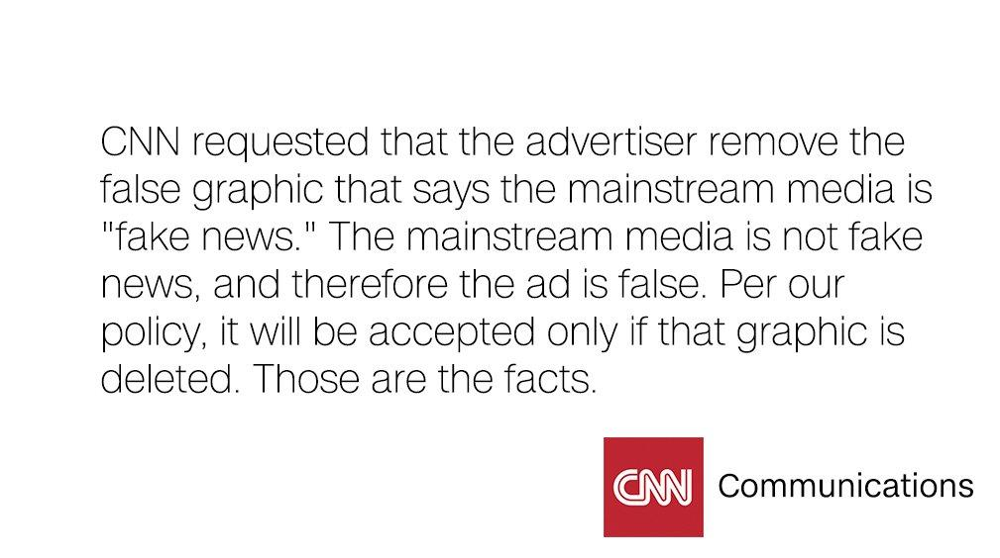 CNN requested that the advertiser remove the
false graphic that says the mainstream media is
"fake news." The mainstream media is not fake
news, and therefore the ad is false. Per our
policy, it will be accepted only if that graphic is
deleted. Those are the facts.
CNN Communications